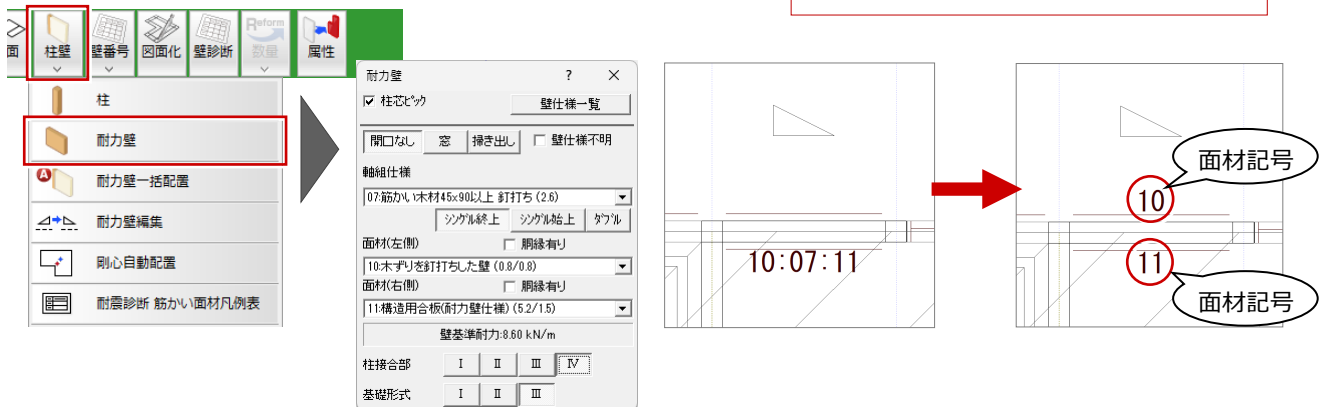 面
柱壁
壁番号
図面化
壁診断
Reform
数量
属性
柱
耐力壁
A
耐力壁一括配置
耐力壁編集
剛心自動配置
耐震診断 筋かい面材凡例表
耐力壁 ? ×
柱芯ピック
壁仕様一覧
開口なし 窓 掃き出し 壁仕様不明
軸組仕様
07:筋かい木材45x90以上 釘打ち (2.6)
シングル終上 シングル始上 ダブル
面材(左側) 胴縁有り
10:木ずりを釘打ちした壁 (0.8/0.8)
面材(右側) 胴縁有り
11:構造用合板(耐力壁仕様) (5.2/1.5)
壁基準耐力:8.60 kN/m
柱接合部 Ⅰ Ⅱ Ⅲ Ⅳ
基礎形式 Ⅰ Ⅱ Ⅲ
10:07:11
面材記号
10
11
面材記号